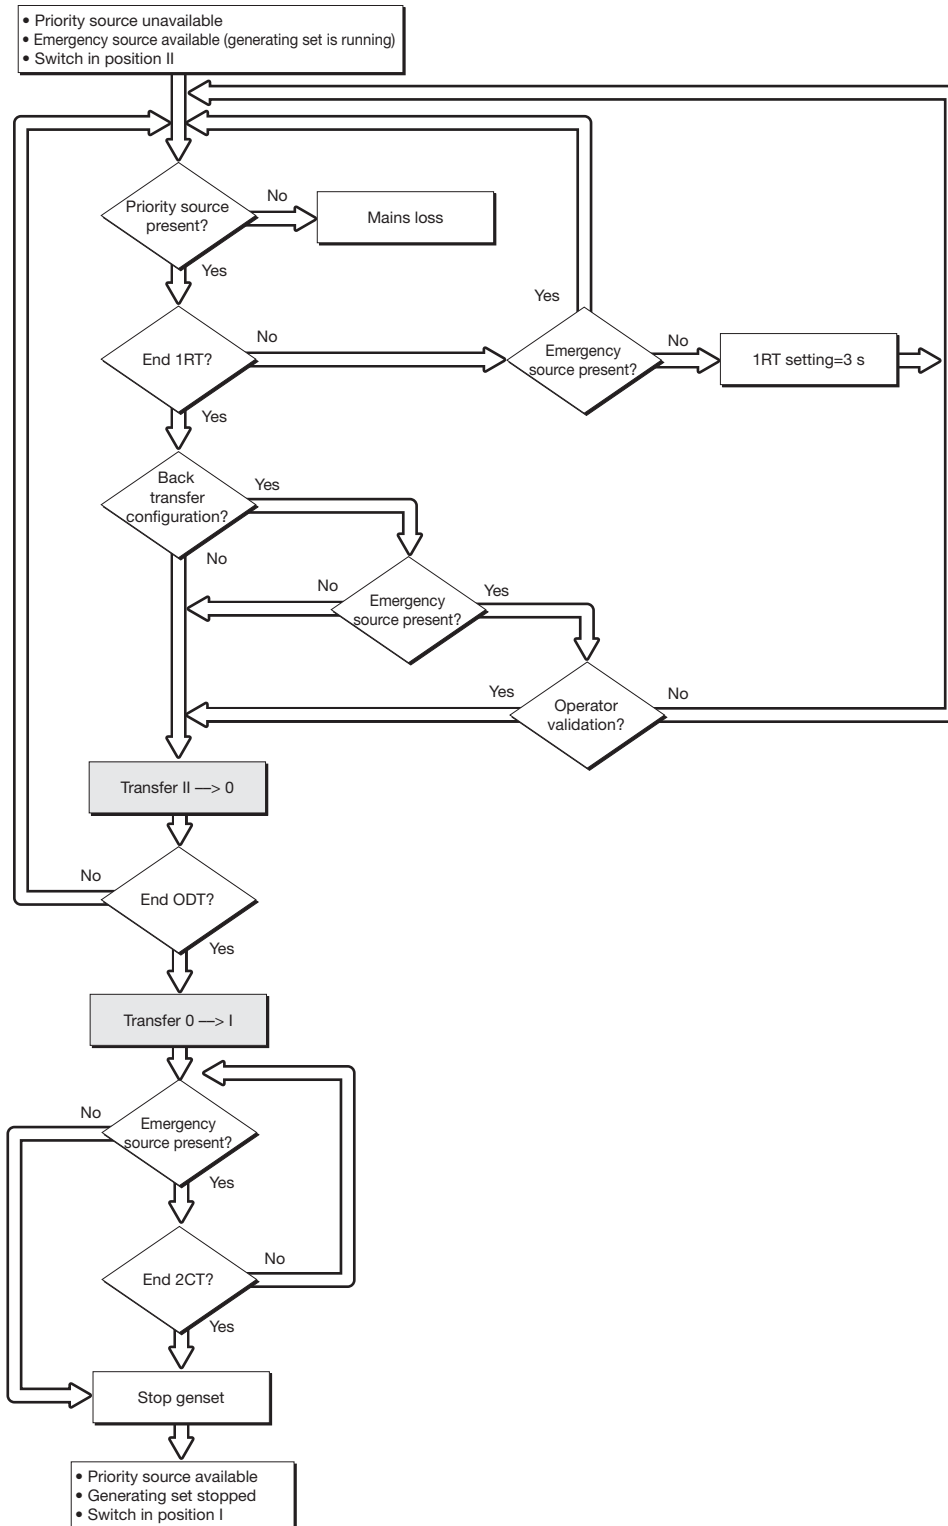 • Priority source unavailable
• Emergency source available (generating set is running)
• Switch in position II
Priority source
present?
No
Mains loss
Yes
End 1RT?
No
Yes
Emergency
source present?
No
1RT setting=3 s
Yes
Back
transfer
configuration?
Yes
No
No
Emergency
source present?
Yes
Yes
Operator
validation?
No
Transfer II —> 0
No
End ODT?
Yes
Transfer 0 —> I
No
Emergency
source present?
Yes
End 2CT?
No
Yes
Stop genset
• Priority source available
• Generating set stopped
• Switch in position I